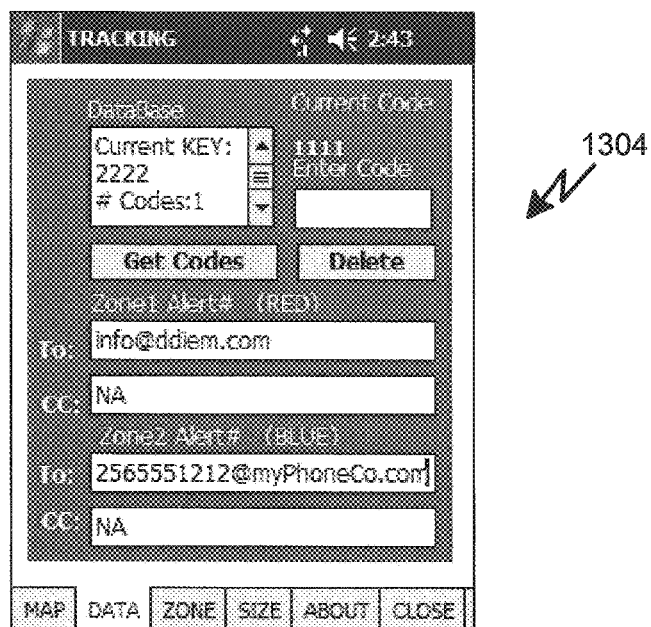 TRACKING 2:43
DataBase Current Code
Current KEY:
2222
# Codes:1
1111
Enter Code
Get Codes Delete
Zone1 Alert# (RED)
To: info@ddiem.com
CC: NA
Zone2 Alert# (BLUE)
To: 2565551212@myPhoneCo.com
CC: NA
MAP DATA ZONE SIZE ABOUT CLOSE
1304